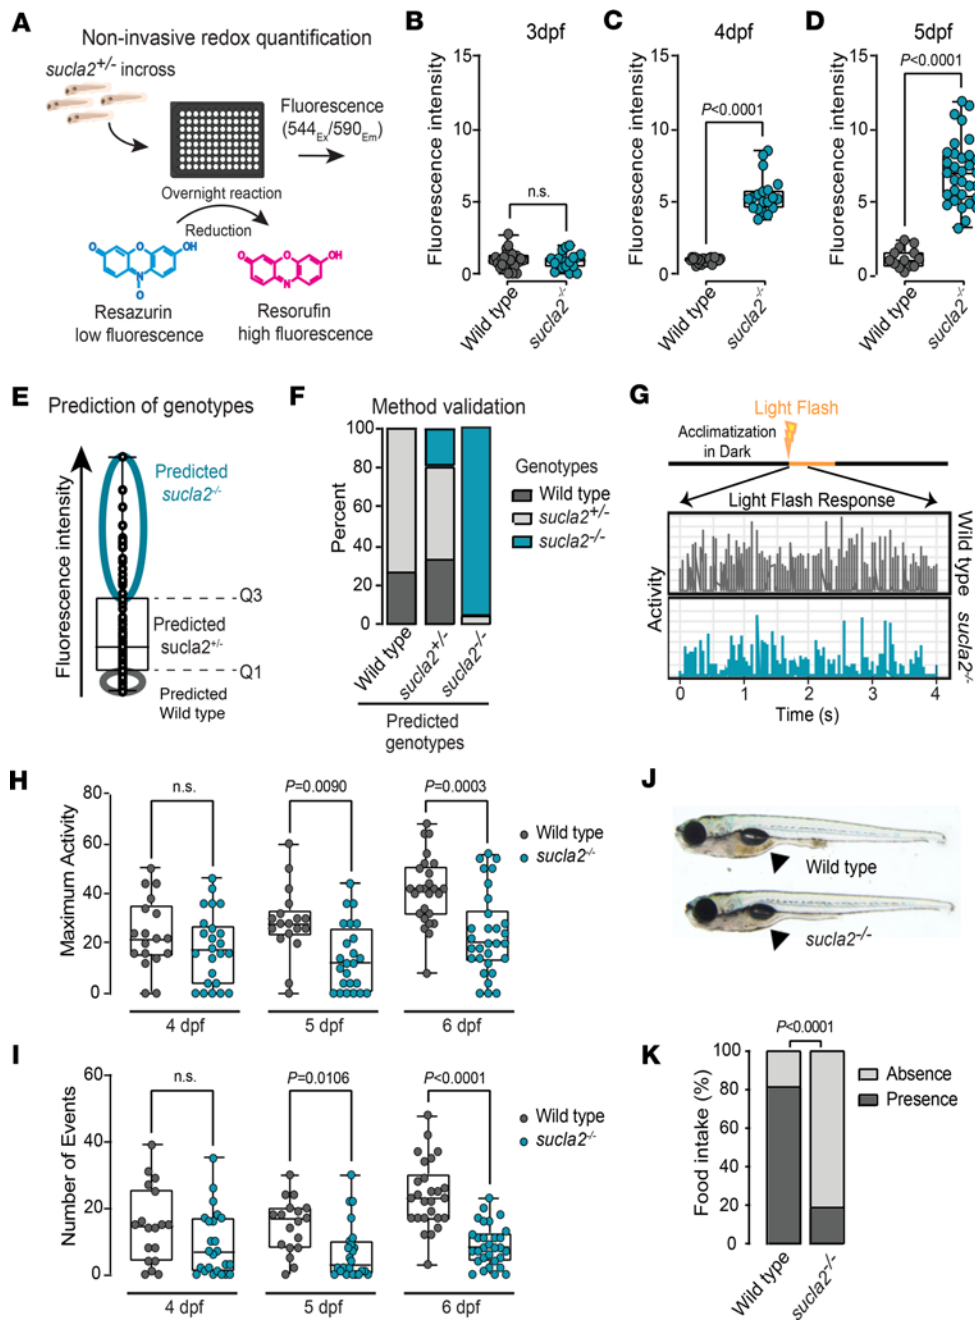 A
Non-invasive redox quantification
sucla2+/- incross
Fluorescence
(544Ex/590Em)
Overnight reaction
Reduction
O
O
OH
N
O
O
O
OH
N
Resazurin
low fluorescence
Resorufin
high fluorescence
B
3dpf
Fluorescence intensity
15
10
5
0
n.s.
Wild type
C
4dpf
Fluorescence intensity
15
10
5
0
P<0.0001
Wild type
D
5dpf
Fluorescence intensity
15
10
5
0
P<0.0001
Wild type
E
Prediction of genotypes
Fluorescence intensity
Predicted
sucla2-/-
Q3
Predicted
sucla2+/-
Q1
Predicted
Wild type
F
Method validation
Percent
100
80
60
40
20
0
Genotypes
Wild type
sucla2+/-
sucla2-/-
Wild type
sucla2+/-
sucla2-/-
Predicted
genotypes
G
Light Flash
Acclimatization
in Dark
Light Flash Response
Activity
Wild type
sucla2-/-
0 1 2 3 4
Time (s)
H
Maximum Activity
80
60
40
20
0
n.s.
P=0.0090
P=0.0003
Wild type
sucla2-/-
4 dpf
5 dpf
6 dpf
I
Number of Events
60
40
20
0
n.s.
P=0.0106
P<0.0001
Wild type
sucla2-/-
4 dpf
5 dpf
6 dpf
J
Wild type
sucla2-/-
K
P<0.0001
Food intake (%)
100
80
60
40
20
0
Absence
Presence
Wild type
sucla2-/-